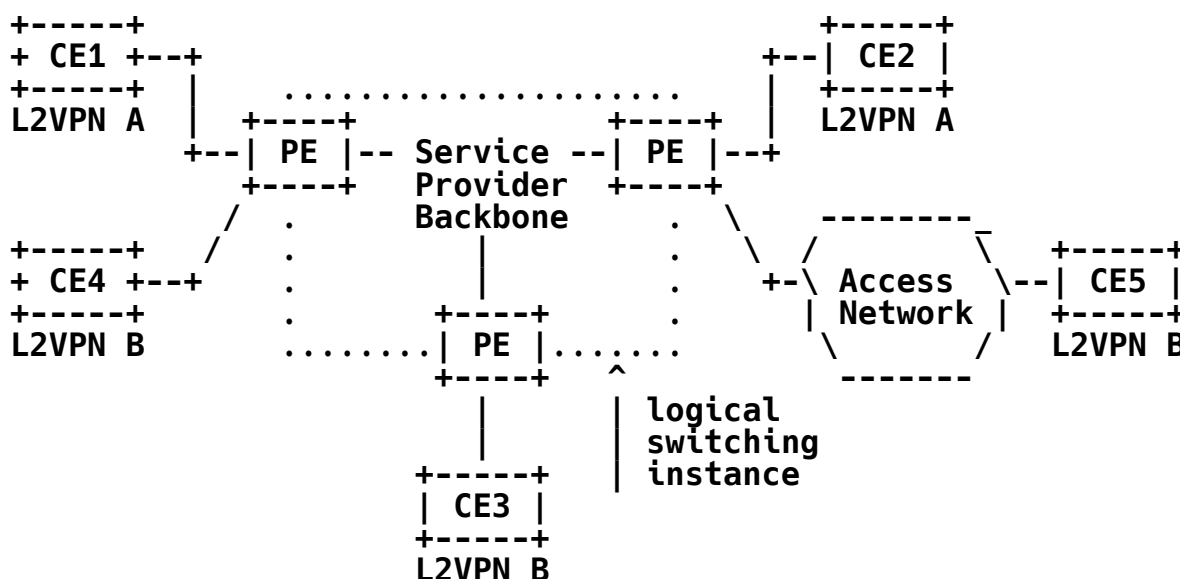 +-----+                                              +-----+
+ CE1 +--+                                        +--| CE2 |
+-----+  |    .....................   |  +-----+
L2VPN A  |  +----+                +----+  |  L2VPN A
         +--| PE |-- Service --| PE |--+
            +----+   Provider  +----+
           /  .      Backbone      .  \    --------_
+-----+   /   .         |          .   \  /         \   +-----+
+ CE4 +--+    .         |          .   +-\ Access   \--| CE5 |
+-----+       .      +----+        .      | Network |   +-----+
L2VPN B       ........| PE |.......       \         /   L2VPN B
                     +----+   ^            -------
                        |     | logical
                        |     | switching
                     +-----+  | instance
                     | CE3 |
                     +-----+
                     L2VPN B